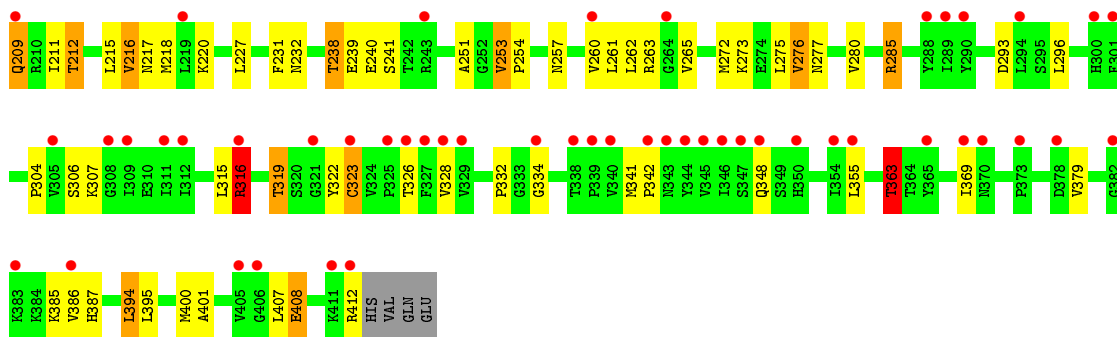 Q209 R210 I211 T212 L215 V216 N217 M218 L219 K220 L227 F231 N232 T238 E239 E240 S241 T242 R243 A251 G252 V253 P254 N257 V260 L261 L262 R263 G264 V265 M272 K273 E274 L275 V276 N277 V280 R285 Y288 I289 Y290 D293 L294 S295 L296 H300 E301
P304 V305 S306 K307 G308 I309 E310 I311 I312 L315 R316 T319 S320 G321 Y322 C323 V324 P325 T326 F327 V328 V329 P332 G333 G334 T338 P339 V340 M341 P342 N343 Y344 V345 I346 S347 Q348 S349 H350 I354 L355 T363 T364 Y365 I369 N370 P373 D378 V379 G382
K383 K384 K385 V386 H387 L394 L395 M400 A401 V405 G406 L407 E408 K411 R412 HIS VAL GLN GLU